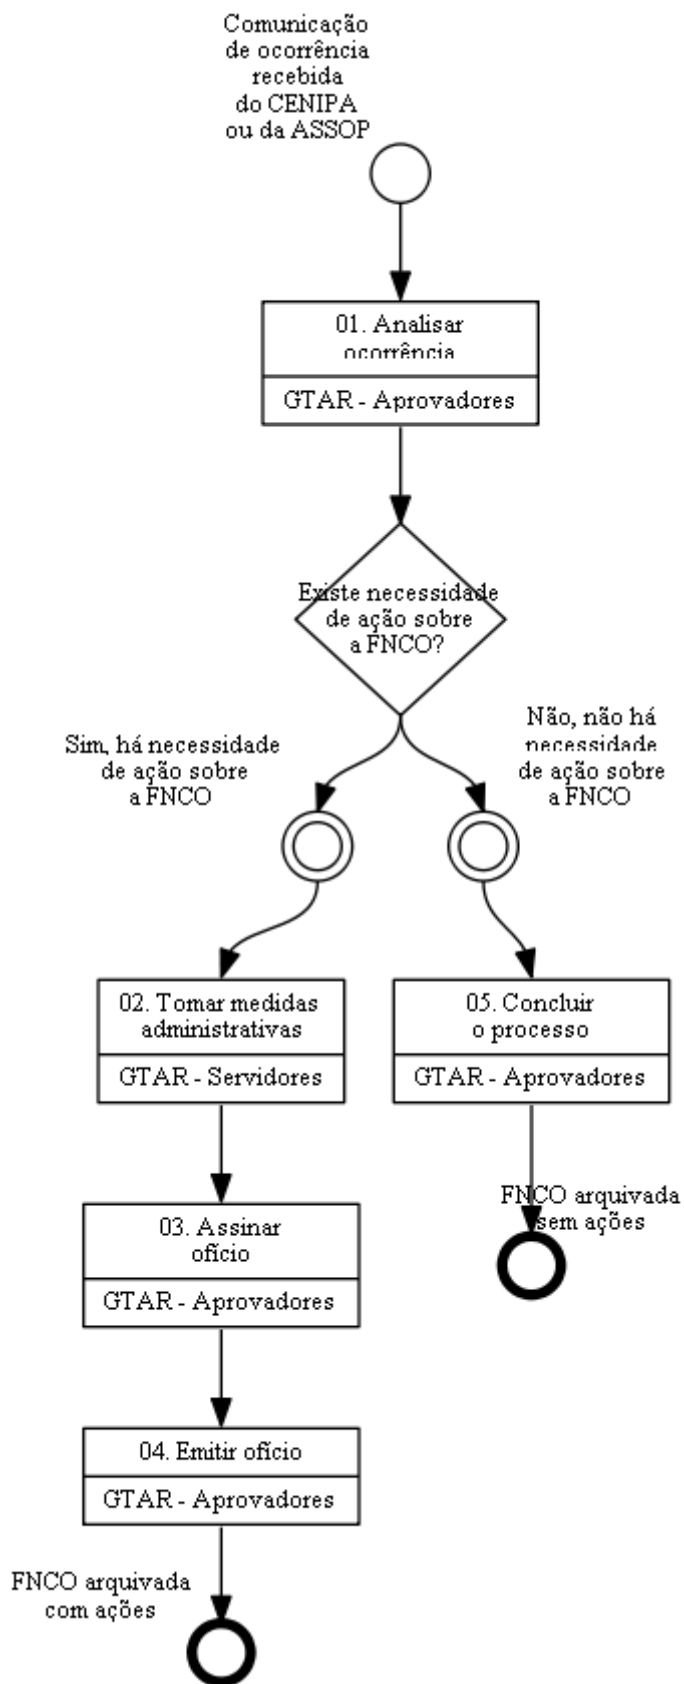 Comunicação
de ocorrência
recebida
do CENIPA
ou da ASSOP
01. Analisar
ocorrência
GTAR - Aprovadores
Existe necessidade
de ação sobre
a FNCO?
Sim, há necessidade
de ação sobre
a FNCO
Não, não há
necessidade
de ação sobre
a FNCO
02. Tomar medidas
administrativas
GTAR - Servidores
05. Concluir
o processo
GTAR - Aprovadores
03. Assinar
ofício
GTAR - Aprovadores
FNCO arquivada
sem ações
04. Emitir ofício
GTAR - Aprovadores
FNCO arquivada
com ações